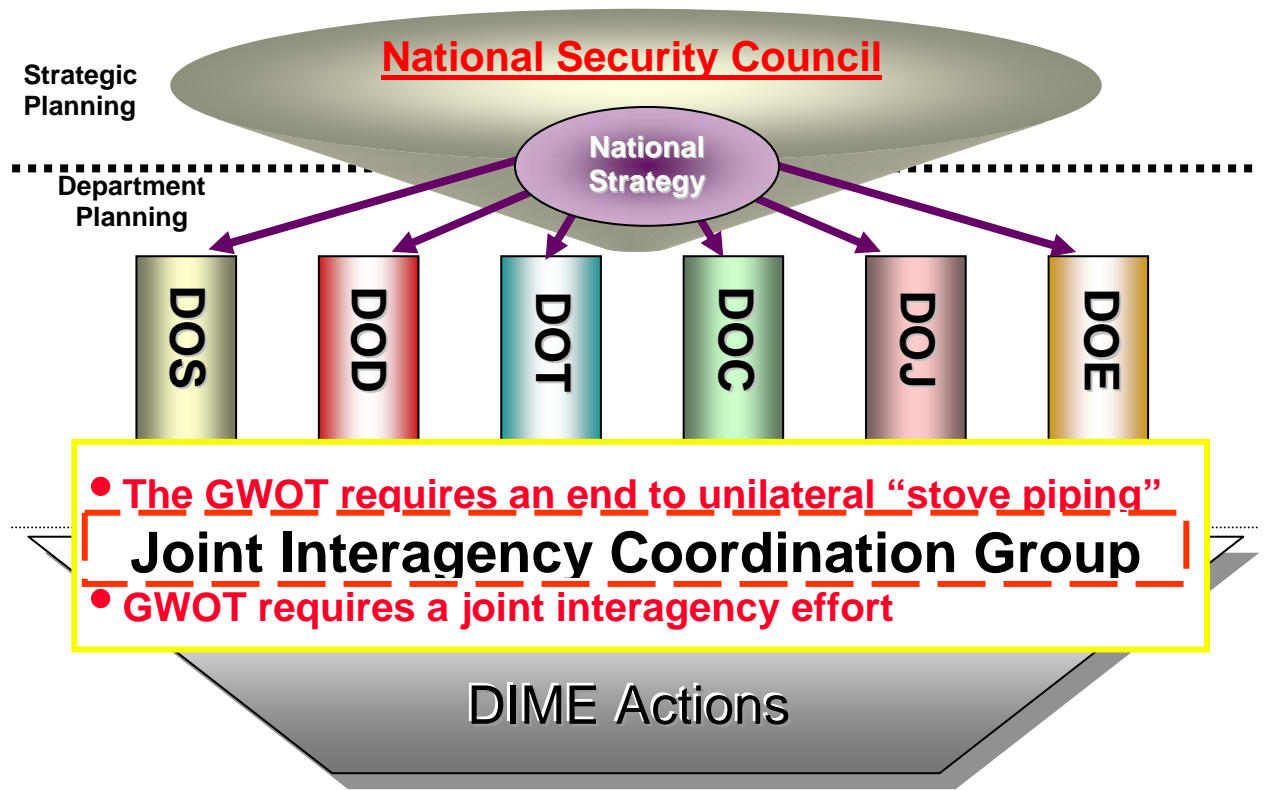 National Security Council
Strategic
Planning
National
Strategy
Department
Planning
DOS
DOD
DOT
DOC
DOJ
DOE
• The GWOT requires an end to unilateral “stove piping”
Joint Interagency Coordination Group
• GWOT requires a joint interagency effort
DIME Actions